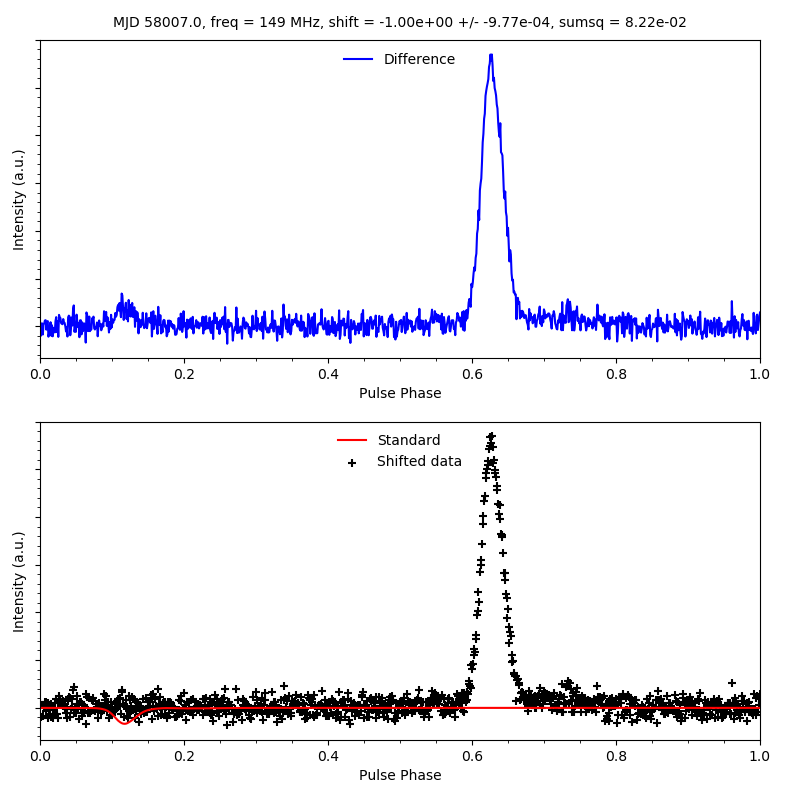 MJD 58007.0, freq = 149 MHz, shift = -1.00e+00 +/- -9.77e-04, sumsq = 8.22e-02
Difference
Intensity (a.u.)
0.0 0.2 0.4 0.6 0.8 1.0
Pulse Phase
Standard
Shifted data
Intensity (a.u.)
0.0 0.2 0.4 0.6 0.8 1.0
Pulse Phase